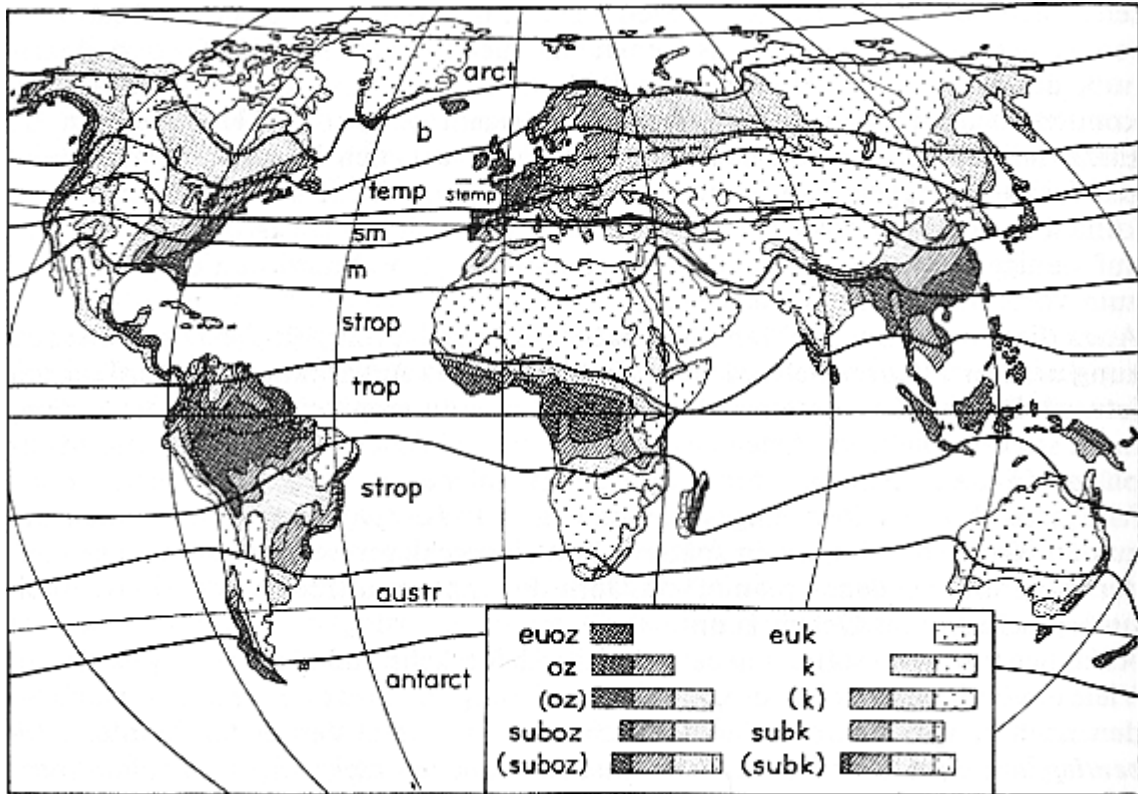 arct
b
temp
stemp
sm
m
strop
trop
strop
austr
antarct
euoz euk
oz k
(oz) (k)
suboz subk
(suboz) (subk)